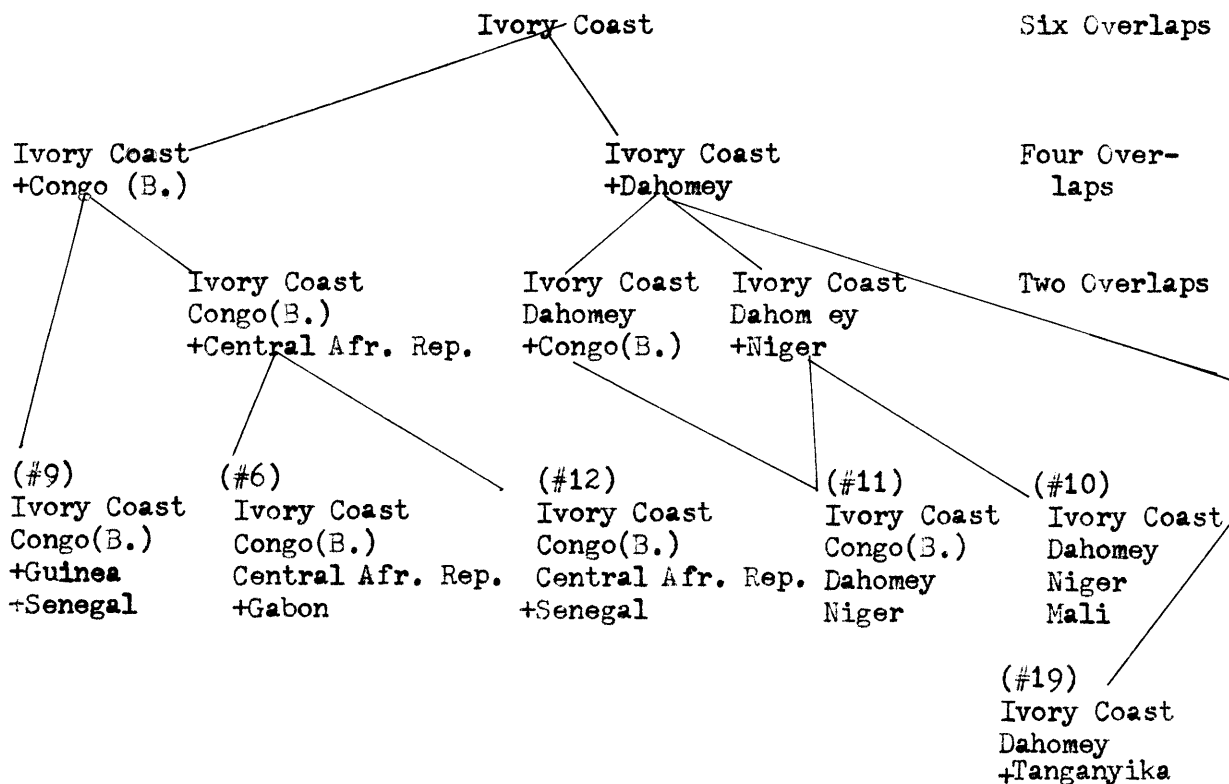 Ivory Coast
Six Overlaps
Ivory Coast
+Congo (B.)
Ivory Coast
+Dahomey
Four Over-
laps
Ivory Coast
Congo(B.)
+Central Afr. Rep.
Ivory Coast
Dahomey
+Congo(B.)
Ivory Coast
Dahom ey
+Niger
Two Overlaps
(#9)
Ivory Coast
Congo(B.)
+Guinea
+Senegal
(#6)
Ivory Coast
Congo(B.)
Central Afr. Rep.
+Gabon
(#12)
Ivory Coast
Congo(B.)
Central Afr. Rep.
+Senegal
(#11)
Ivory Coast
Congo(B.)
Dahomey
Niger
(#10)
Ivory Coast
Dahomey
Niger
Mali
(#19)
Ivory Coast
Dahomey
+Tanganyika